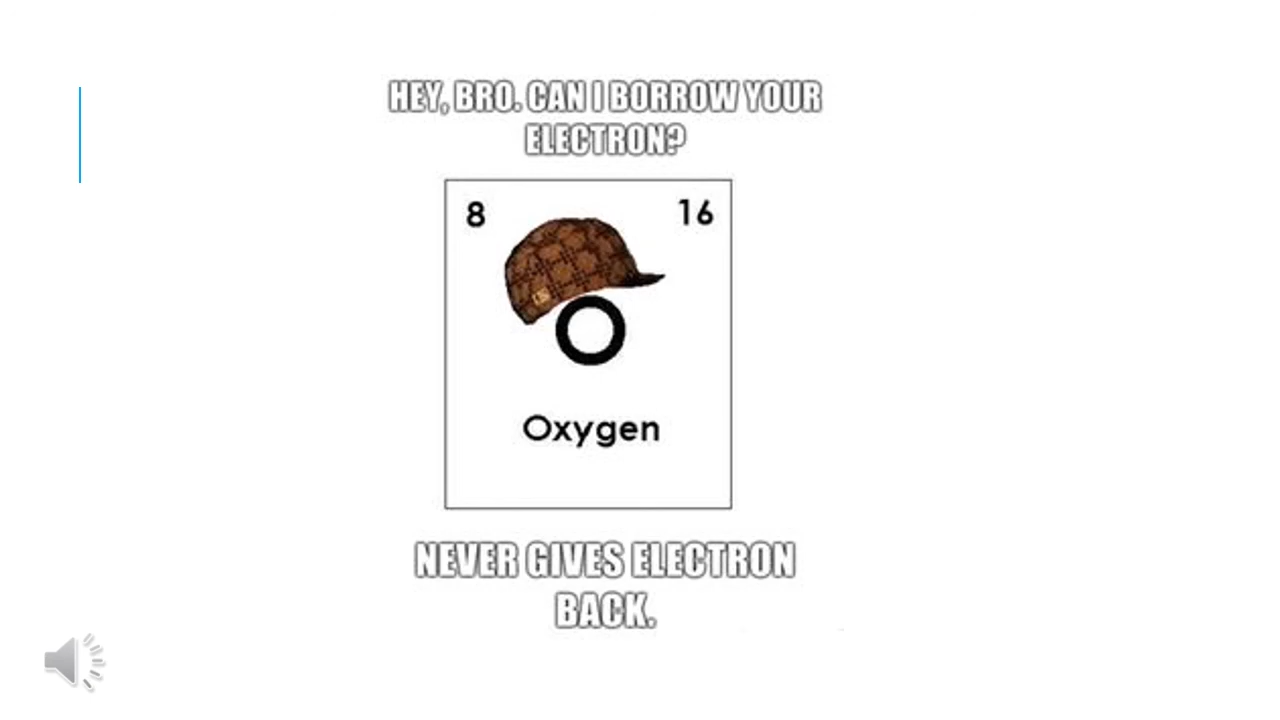 HEY, BRO. CAN I BORROW YOUR
ELECTRON?
8 16
O
Oxygen
NEVER GIVES ELECTRON
BACK.